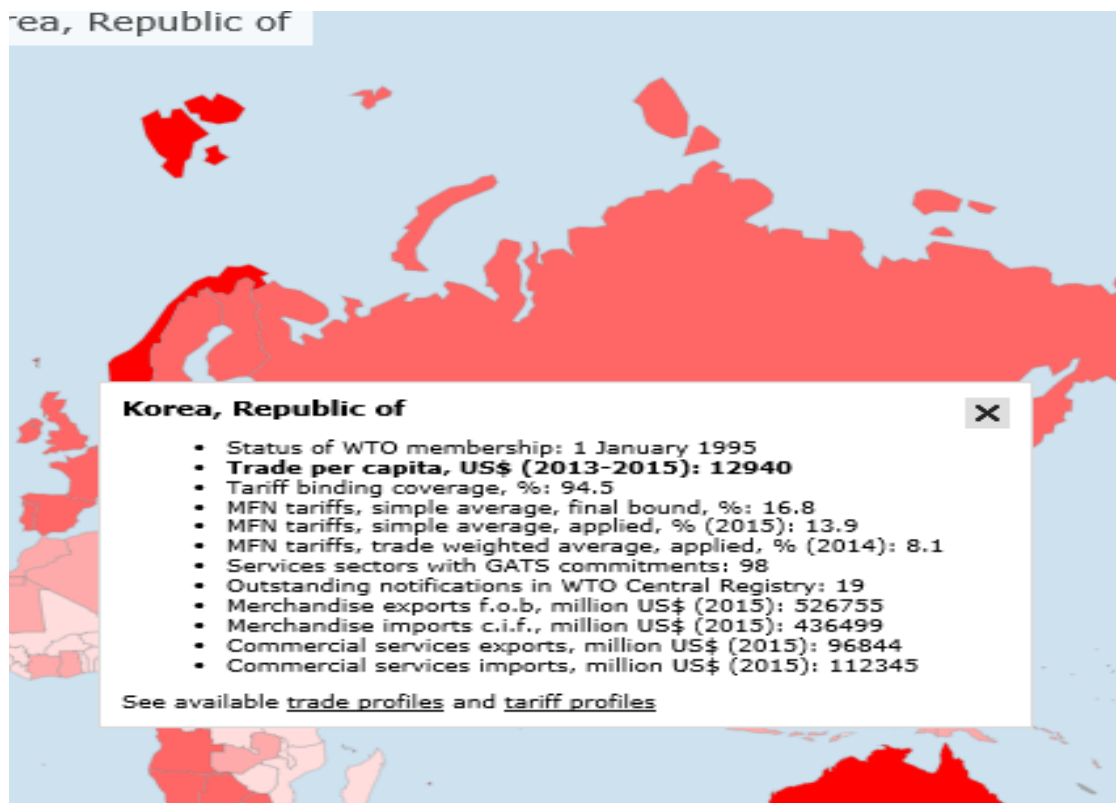 rea, Republic of
Korea, Republic of
• Status of WTO membership: 1 January 1995
• Trade per capita, US$ (2013-2015): 12940
• Tariff binding coverage, %: 94.5
• MFN tariffs, simple average, final bound, %: 16.8
• MFN tariffs, simple average, applied, % (2015): 13.9
• MFN tariffs, trade weighted average, applied, % (2014): 8.1
• Services sectors with GATS commitments: 98
• Outstanding notifications in WTO Central Registry: 19
• Merchandise exports f.o.b, million US$ (2015): 526755
• Merchandise imports c.i.f., million US$ (2015): 436499
• Commercial services exports, million US$ (2015): 96844
• Commercial services imports, million US$ (2015): 112345
See available trade profiles and tariff profiles